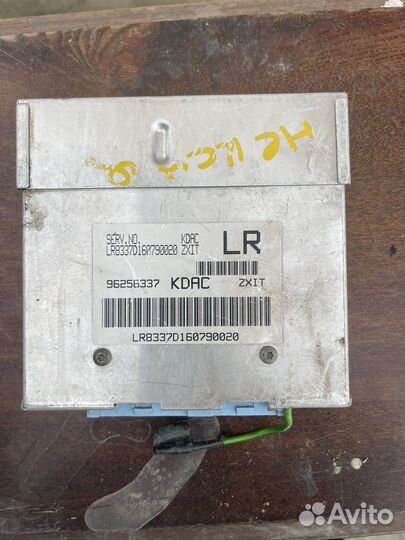 SERV.NO. KDAC LR
LR8337D160790020 ZXIT
96256337 KDAC ZXIT
LR8337D160790020
Avito